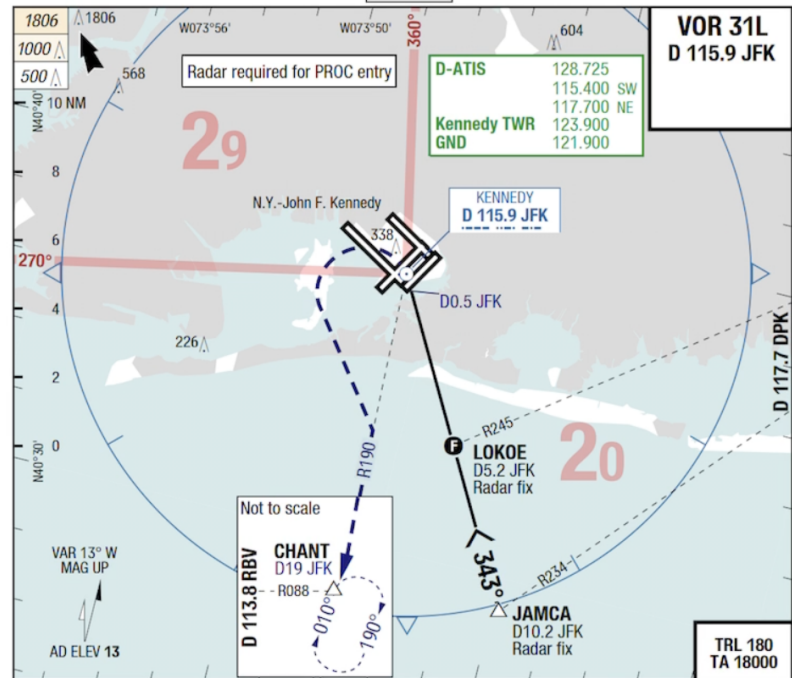 1806
1806
1000
500
568
10 NM
N40°40'
W073°56'
W073°50'
360°
604
VOR 31L
D 115.9 JFK
Radar required for PROC entry
D-ATIS 128.725
115.400 SW
117.700 NE
Kennedy TWR 123.900
GND 121.900
29
8
N.Y.-John F. Kennedy
KENNEDY
D 115.9 JFK
338
6
270°
D0.5 JFK
4
226
2
D 117.7 DPK
R245
0
N40°30'
LOKOE
F
D5.2 JFK
Radar fix
20
R190
Not to scale
CHANT
D19 JFK
D 113.8 RBV
R088
010°
190°
343°
R234
VAR 13° W
MAG UP
AD ELEV 13
JAMCA
D10.2 JFK
Radar fix
TRL 180
TA 18000